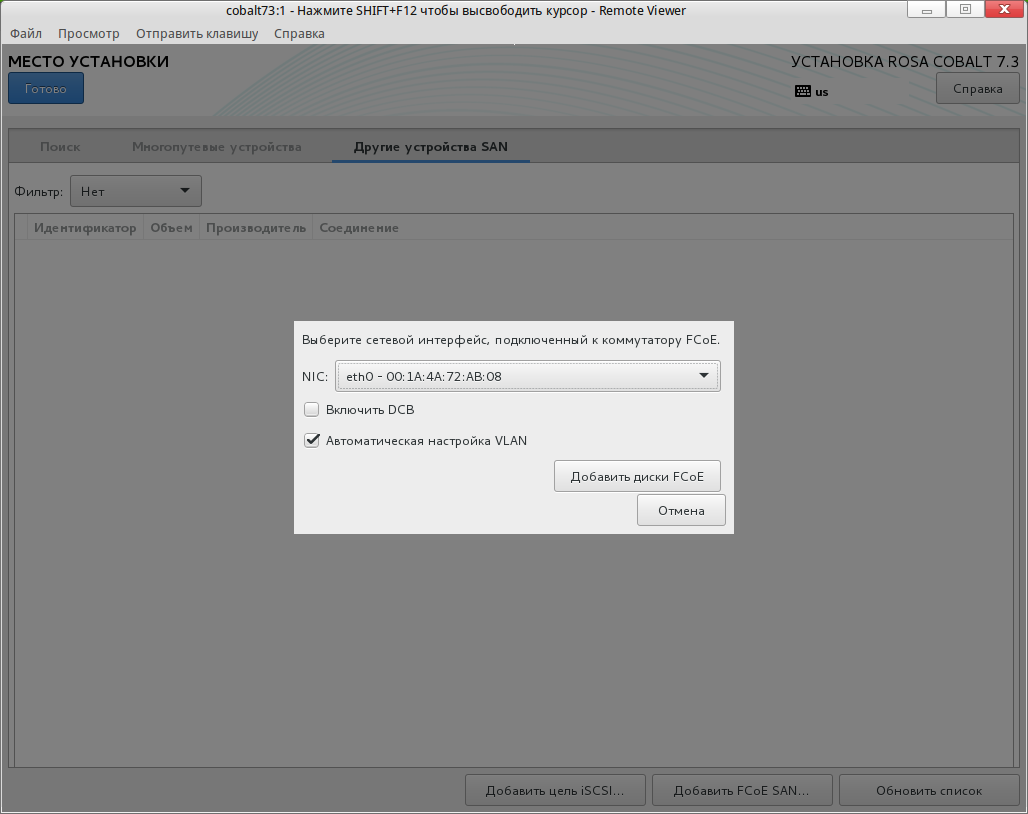 cobalt73:1 - Нажмите SHIFT+F12 чтобы высвободить курсор - Remote Viewer
Файл Просмотр Отправить клавишу Справка
МЕСТО УСТАНОВКИ
УСТАНОВКА ROSA COBALT 7.3
Готово
us
Справка
Поиск Многопутевые устройства Другие устройства SAN
Фильтр: Нет
Идентификатор Объем Производитель Соединение
Выберите сетевой интерфейс, подключенный к коммутатору FCoE.
NIC: eth0 - 00:1A:4A:72:AB:08
Включить DCB
Автоматическая настройка VLAN
Добавить диски FCoE
Отмена
Добавить цель iSCSI... Добавить FCoE SAN... Обновить список